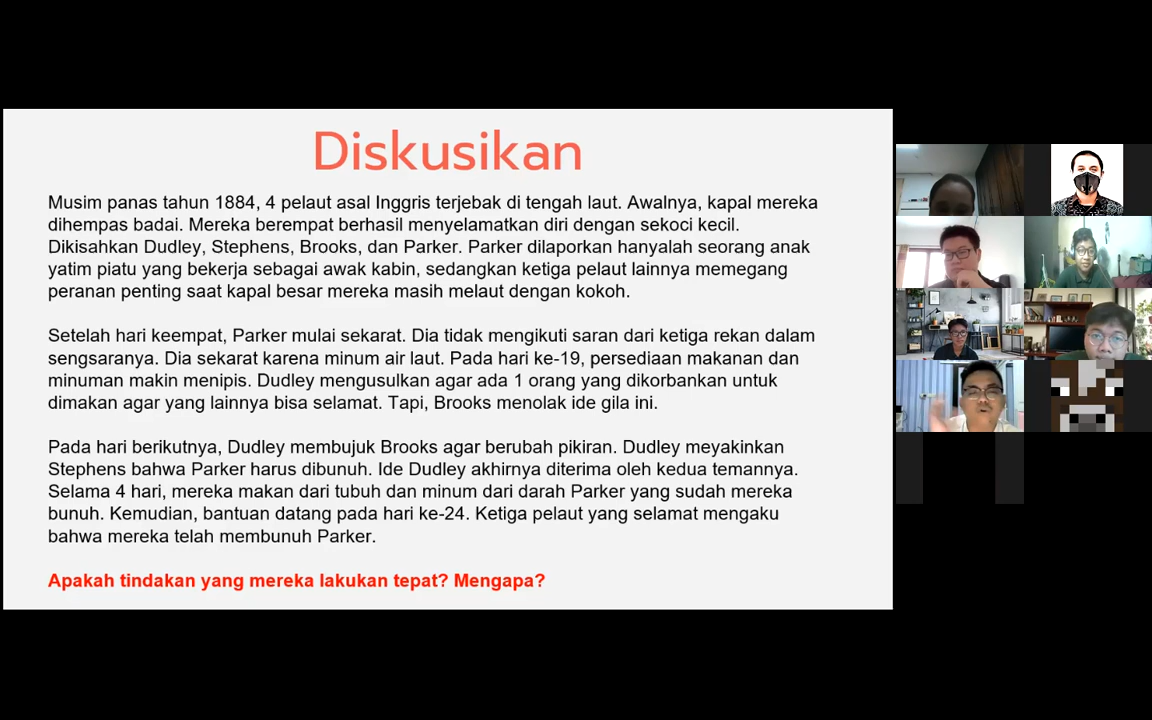 Diskusikan
Musim panas tahun 1884, 4 pelaut asal Inggris terjebak di tengah laut. Awalnya, kapal mereka
dihempas badai. Mereka berempat berhasil menyelamatkan diri dengan sekoci kecil.
Dikisahkan Dudley, Stephens, Brooks, dan Parker. Parker dilaporkan hanyalah seorang anak
yatim piatu yang bekerja sebagai awak kabin, sedangkan ketiga pelaut lainnya memegang
peranan penting saat kapal besar mereka masih melaut dengan kokoh.
Setelah hari keempat, Parker mulai sekarat. Dia tidak mengikuti saran dari ketiga rekan dalam
sengsaranya. Dia sekarat karena minum air laut. Pada hari ke-19, persediaan makanan dan
minuman makin menipis. Dudley mengusulkan agar ada 1 orang yang dikorbankan untuk
dimakan agar yang lainnya bisa selamat. Tapi, Brooks menolak ide gila ini.
Pada hari berikutnya, Dudley membujuk Brooks agar berubah pikiran. Dudley meyakinkan
Stephens bahwa Parker harus dibunuh. Ide Dudley akhirnya diterima oleh kedua temannya.
Selama 4 hari, mereka makan dari tubuh dan minum dari darah Parker yang sudah mereka
bunuh. Kemudian, bantuan datang pada hari ke-24. Ketiga pelaut yang selamat mengaku
bahwa mereka telah membunuh Parker.
Apakah tindakan yang mereka lakukan tepat? Mengapa?